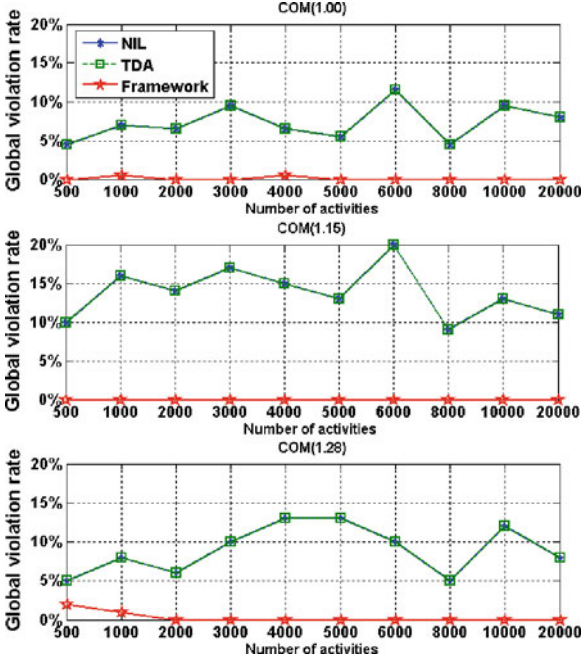 COM(1.00)
Global violation rate
20%
15%
10%
5%
0%
NIL
TDA
Framework
500 1000 2000 3000 4000 5000 6000 8000 10000 20000
Number of activities
COM(1.15)
Global violation rate
20%
15%
10%
5%
0%
500 1000 2000 3000 4000 5000 6000 8000 10000 20000
Number of activities
COM(1.28)
Global violation rate
20%
15%
10%
5%
0%
500 1000 2000 3000 4000 5000 6000 8000 10000 20000
Number of activities